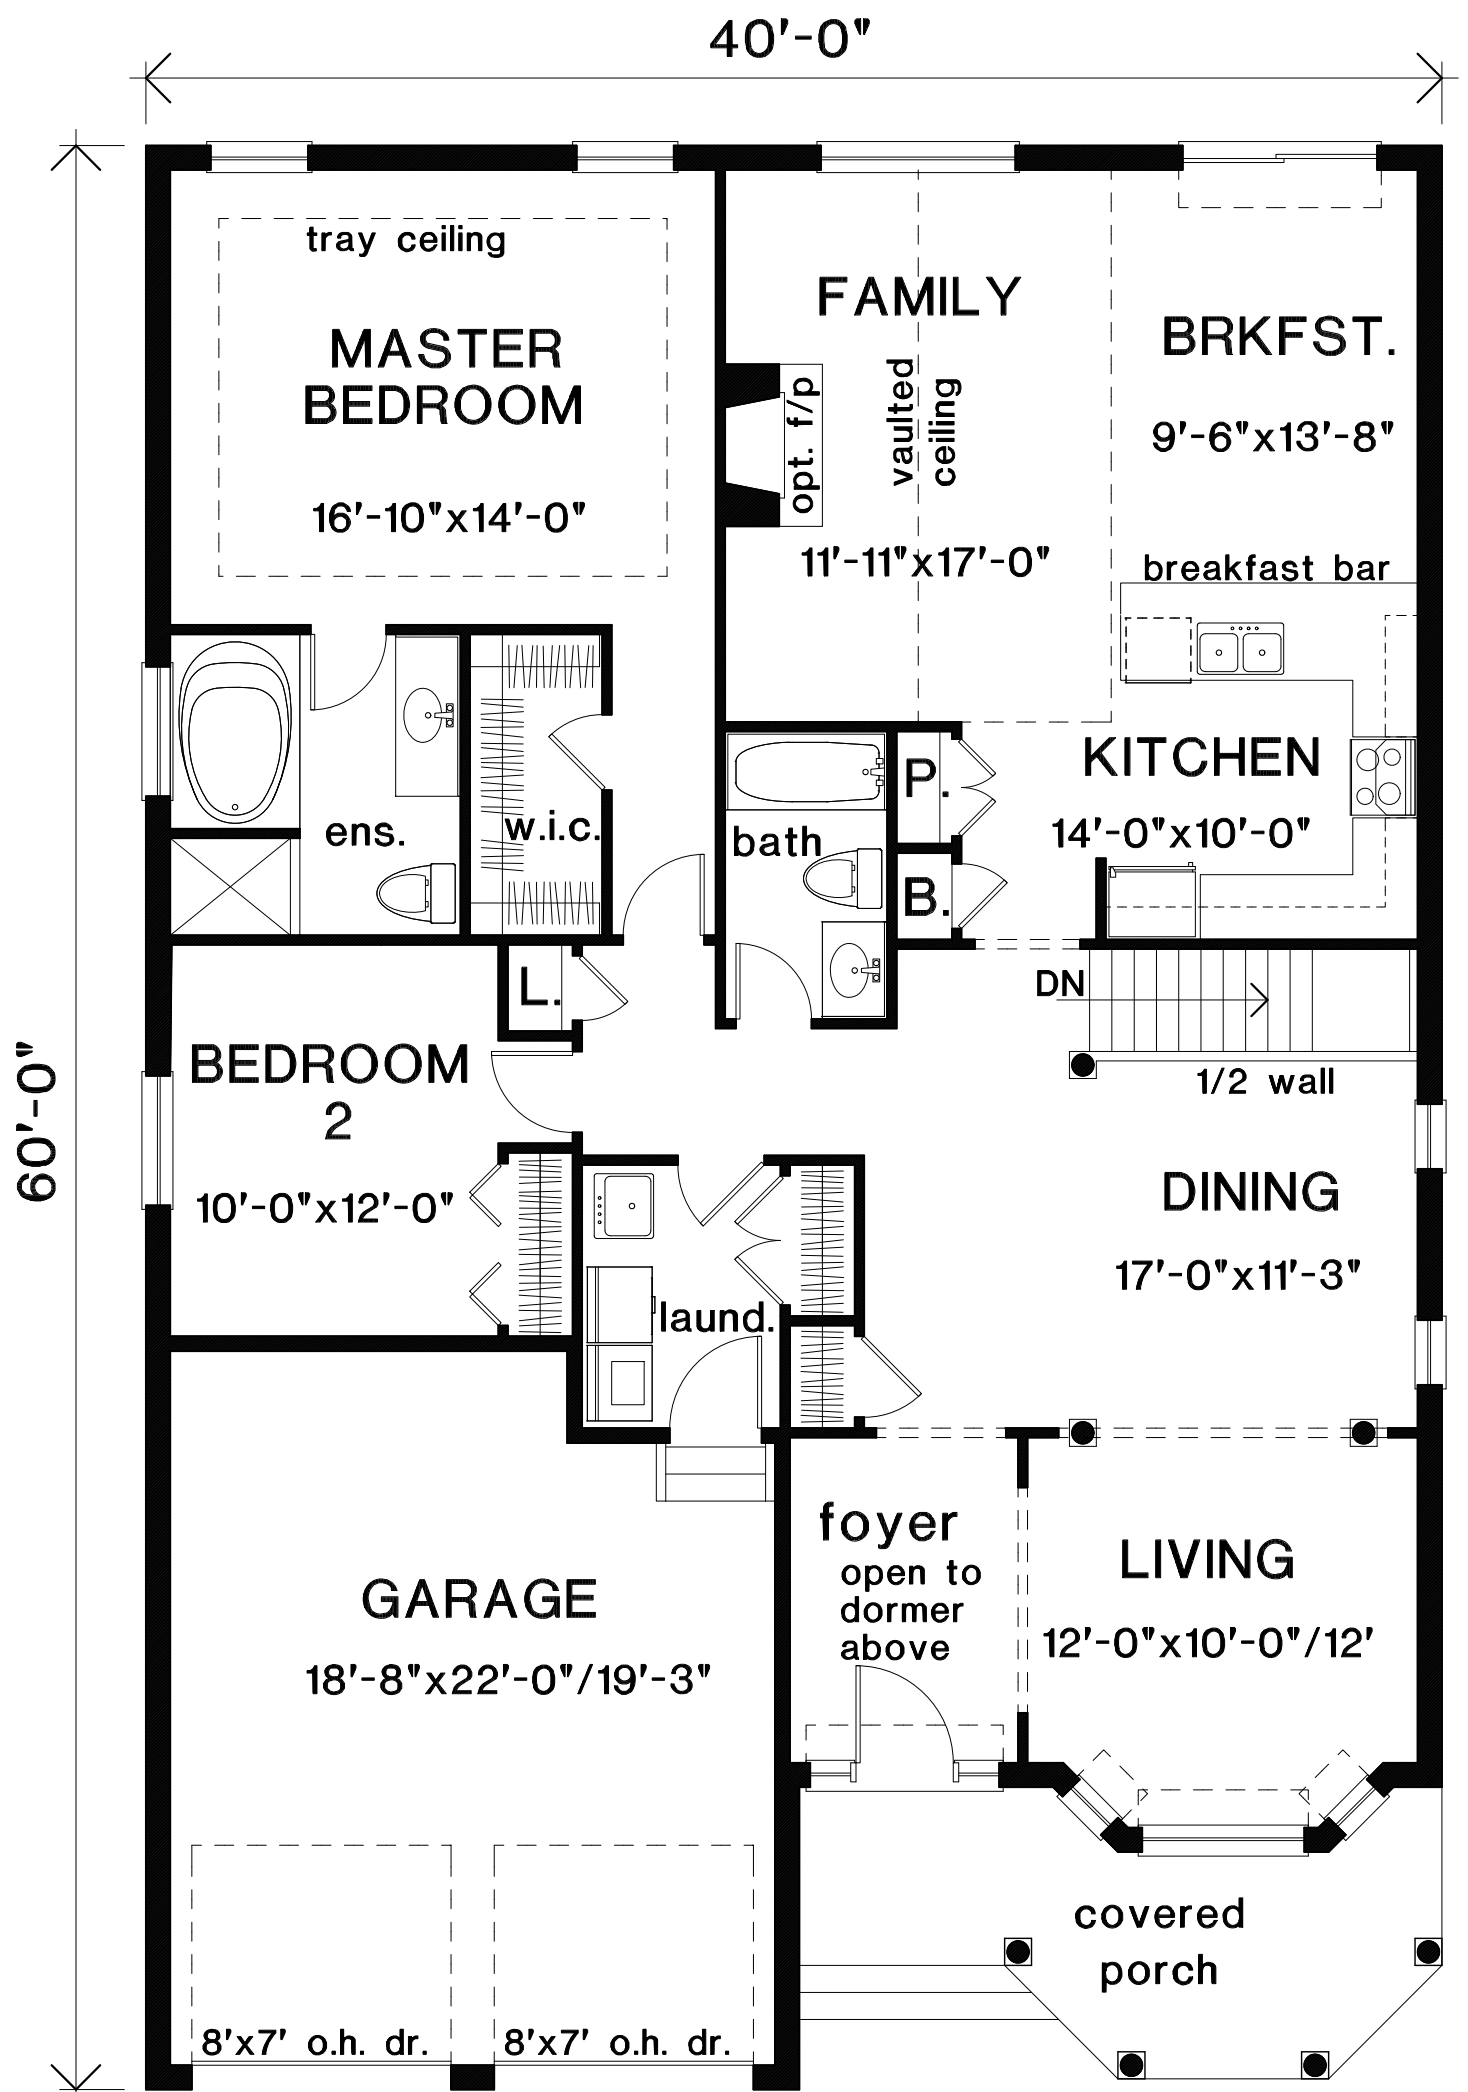 40'-0"
tray ceiling
MASTER
BEDROOM
16'-10"x14'-0"
FAMILY
vaulted
ceiling
opt. f/p
11'-11"x17'-0"
BRKFST.
9'-6"x13'-8"
breakfast bar
KITCHEN
14'-0"x10'-0"
ens.
w.i.c.
bath
P.
B.
L.
DN
1/2 wall
60'-0"
BEDROOM
2
10'-0"x12'-0"
laund.
DINING
17'-0"x11'-3"
foyer
open to
dormer
above
LIVING
12'-0"x10'-0"/12'
GARAGE
18'-8"x22'-0"/19'-3"
covered
porch
8'x7' o.h. dr.
8'x7' o.h. dr.